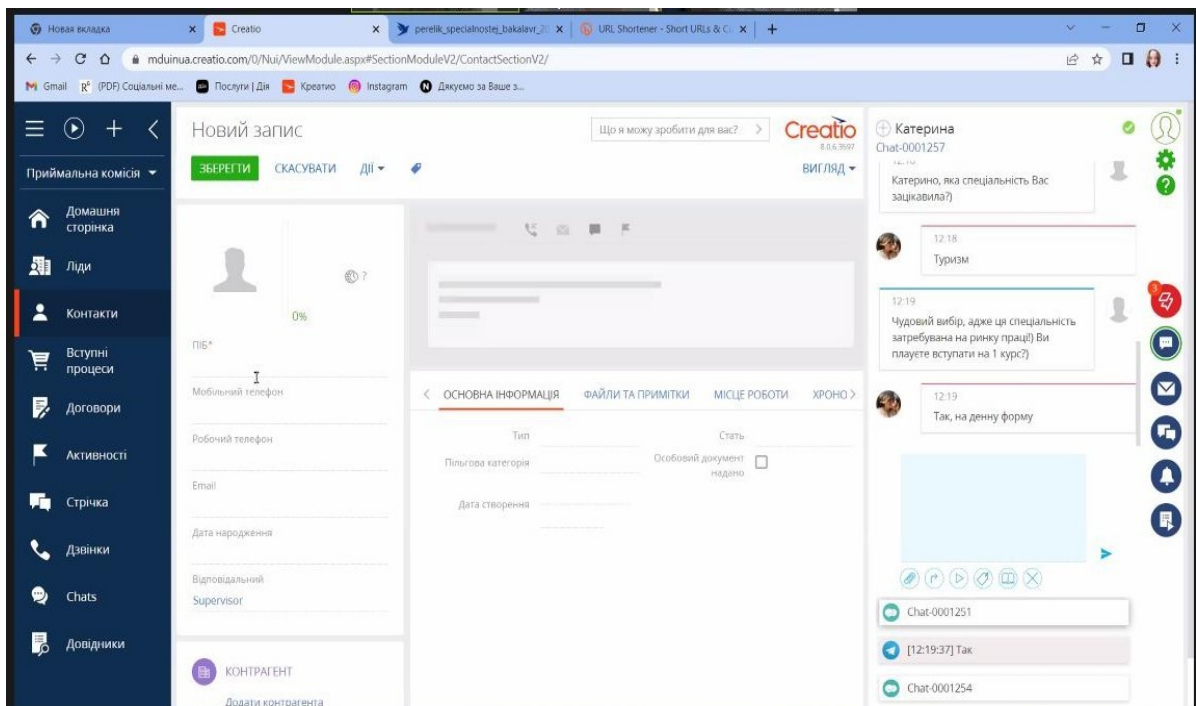 Новая вкладка
Creatio
perelik_specialnostej_bakalavr_2
URL Shortener - Short URLs & C
mduinua.creatio.com/0/Nui/ViewModule.aspx#SectionModuleV2/ContactSectionV2/
Gmail
(PDF) Соціальні ме...
Послуги | Дія
Креатио
Instagram
Дякуємо за Ваше з...
Приймальна комісія
Домашня
сторінка
Ліди
Контакти
Вступні
процеси
Договори
Активності
Стрічка
Дзвінки
Chats
Довідники
Новий запис
Що я можу зробити для вас?
Creatio
8.0.6.3597
ЗБЕРЕГТИ
СКАСУВАТИ
ДІЇ
ВИГЛЯД
?
0%
ПІБ*
Мобільний телефон
Робочий телефон
Email
Дата народження
Відповідальний
Supervisor
КОНТРАГЕНТ
Додати контрагента
ОСНОВНА ІНФОРМАЦІЯ
ФАЙЛИ ТА ПРИМІТКИ
МІСЦЕ РОБОТИ
ХРОНО
Тип
Стать
Пільгова категорія
Особовий документ
надано
Дата створення
Катерина
Chat-0001257
Катерино, яка спеціальність Вас
зацікавила?)
12:18
Туризм
12:19
Чудовий вибір, адже ця спеціальність
затребувана на ринку праці!) Ви
плауєте вступати на 1 курс?)
12:19
Так, на денну форму
Chat-0001251
[12:19:37] Так
Chat-0001254
3
?